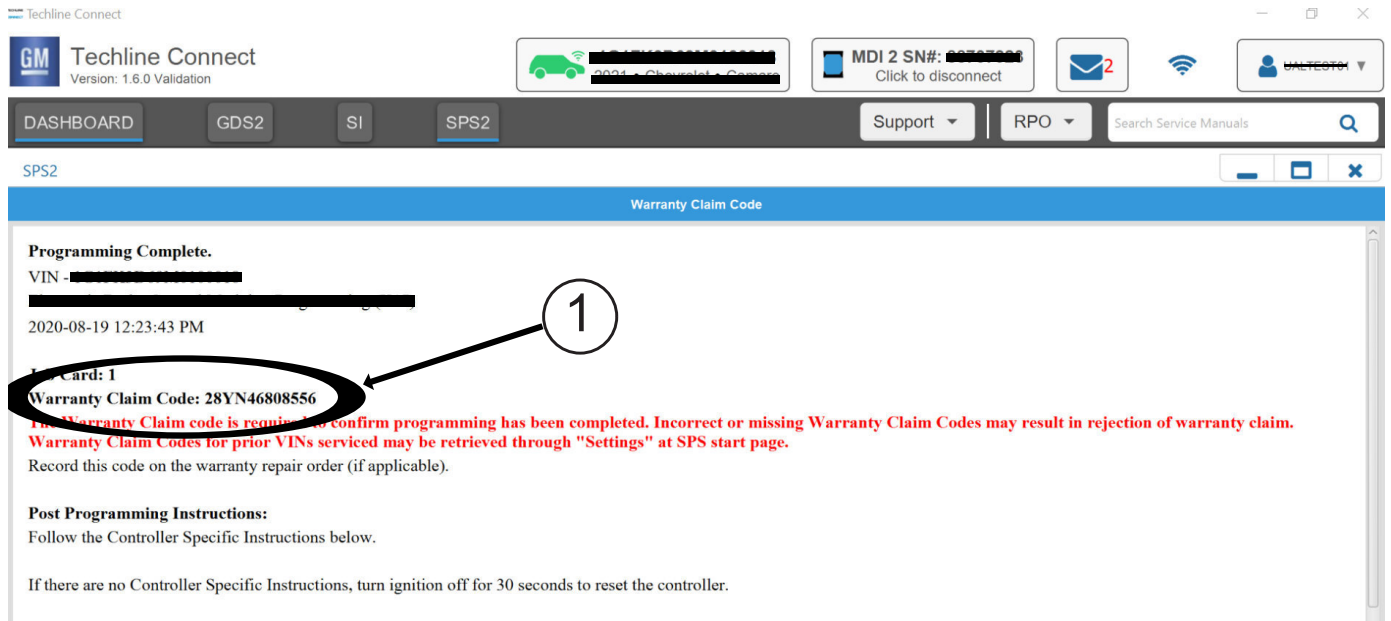 Techline Connect
GM
Techline Connect
Version: 1.6.0 Validation
2021 • Chevrolet • Camaro
MDI 2 SN#:
Click to disconnect
2
DASHBOARD
GDS2
SI
SPS2
Support
RPO
Search Service Manuals
SPS2
Warranty Claim Code
Programming Complete.
VIN -
2020-08-19 12:23:43 PM
1
Card: 1
Warranty Claim Code: 28YN46808556
The Warranty Claim code is required to confirm programming has been completed. Incorrect or missing Warranty Claim Codes may result in rejection of warranty claim.
Warranty Claim Codes for prior VINs serviced may be retrieved through "Settings" at SPS start page.
Record this code on the warranty repair order (if applicable).
Post Programming Instructions:
Follow the Controller Specific Instructions below.
If there are no Controller Specific Instructions, turn ignition off for 30 seconds to reset the controller.